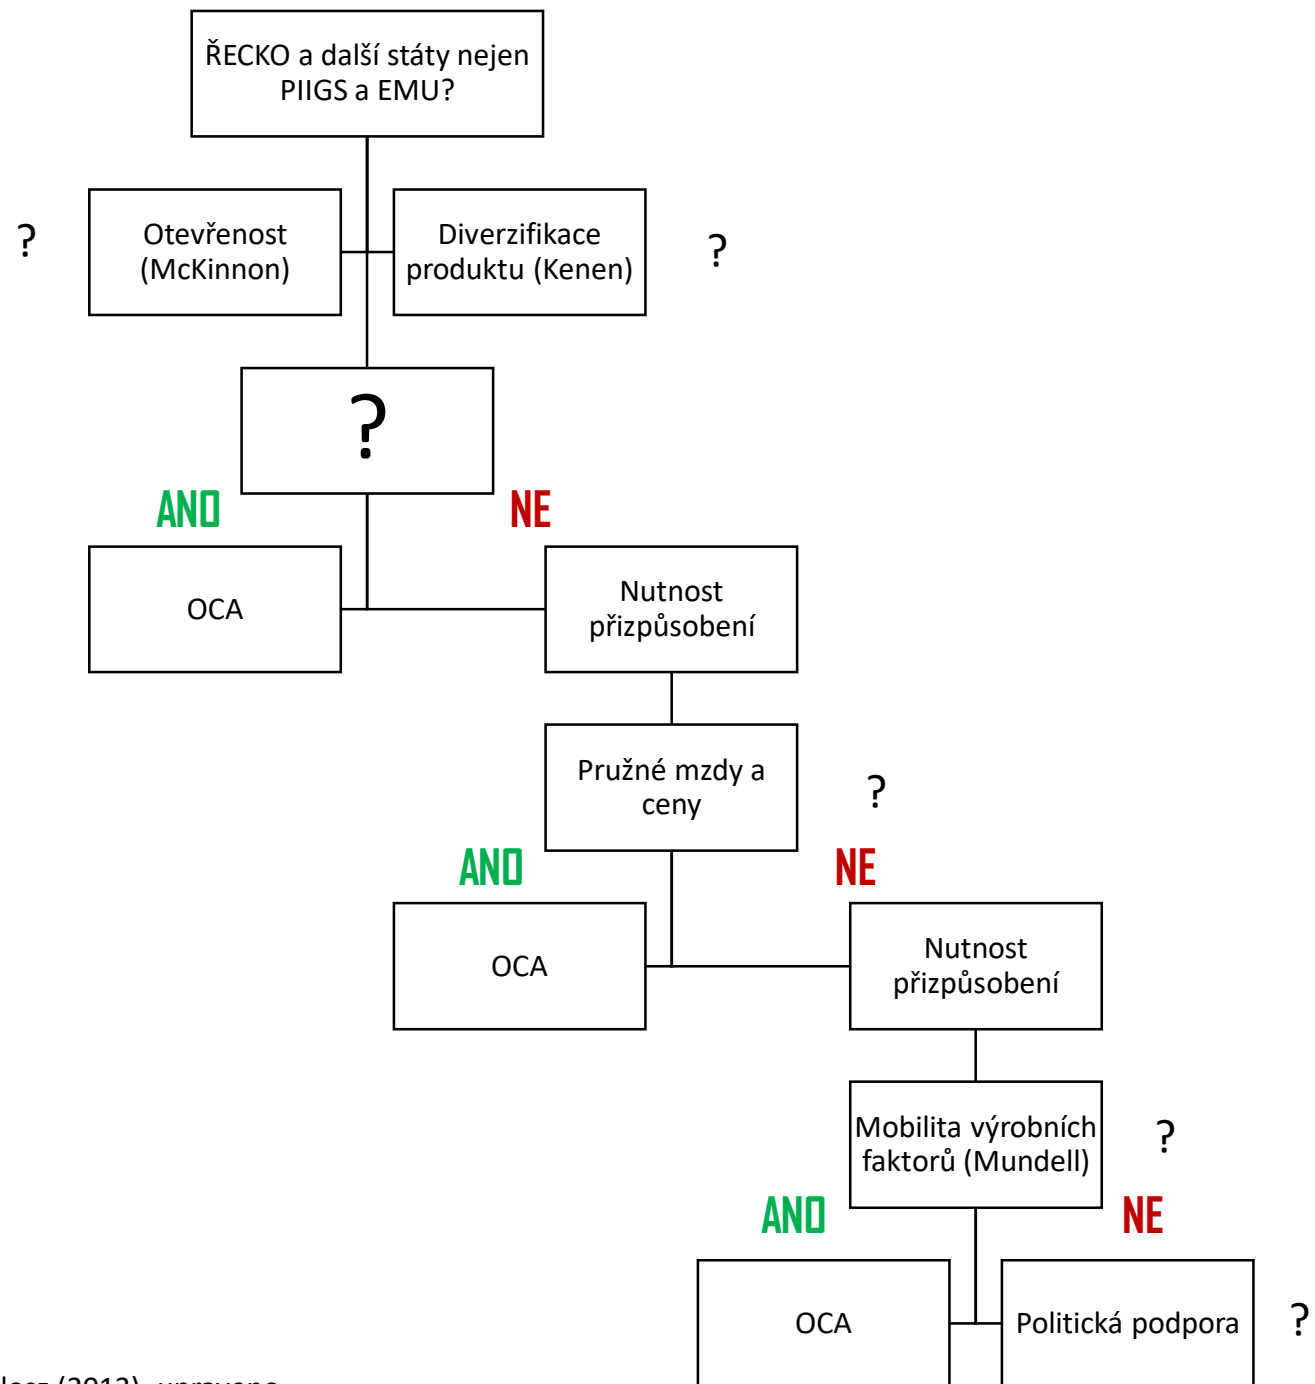 ŘECKO a další státy nejen
PIIGS a EMU?
?
Otevřenost
(McKinnon)
Diverzifikace
produktu (Kenen)
?
?
ANO
NE
OCA
Nutnost
přizpůsobení
Pružné mzdy a
ceny
?
ANO
NE
OCA
Nutnost
přizpůsobení
Mobilita výrobních
faktorů (Mundell)
?
ANO
NE
OCA
Politická podpora
?